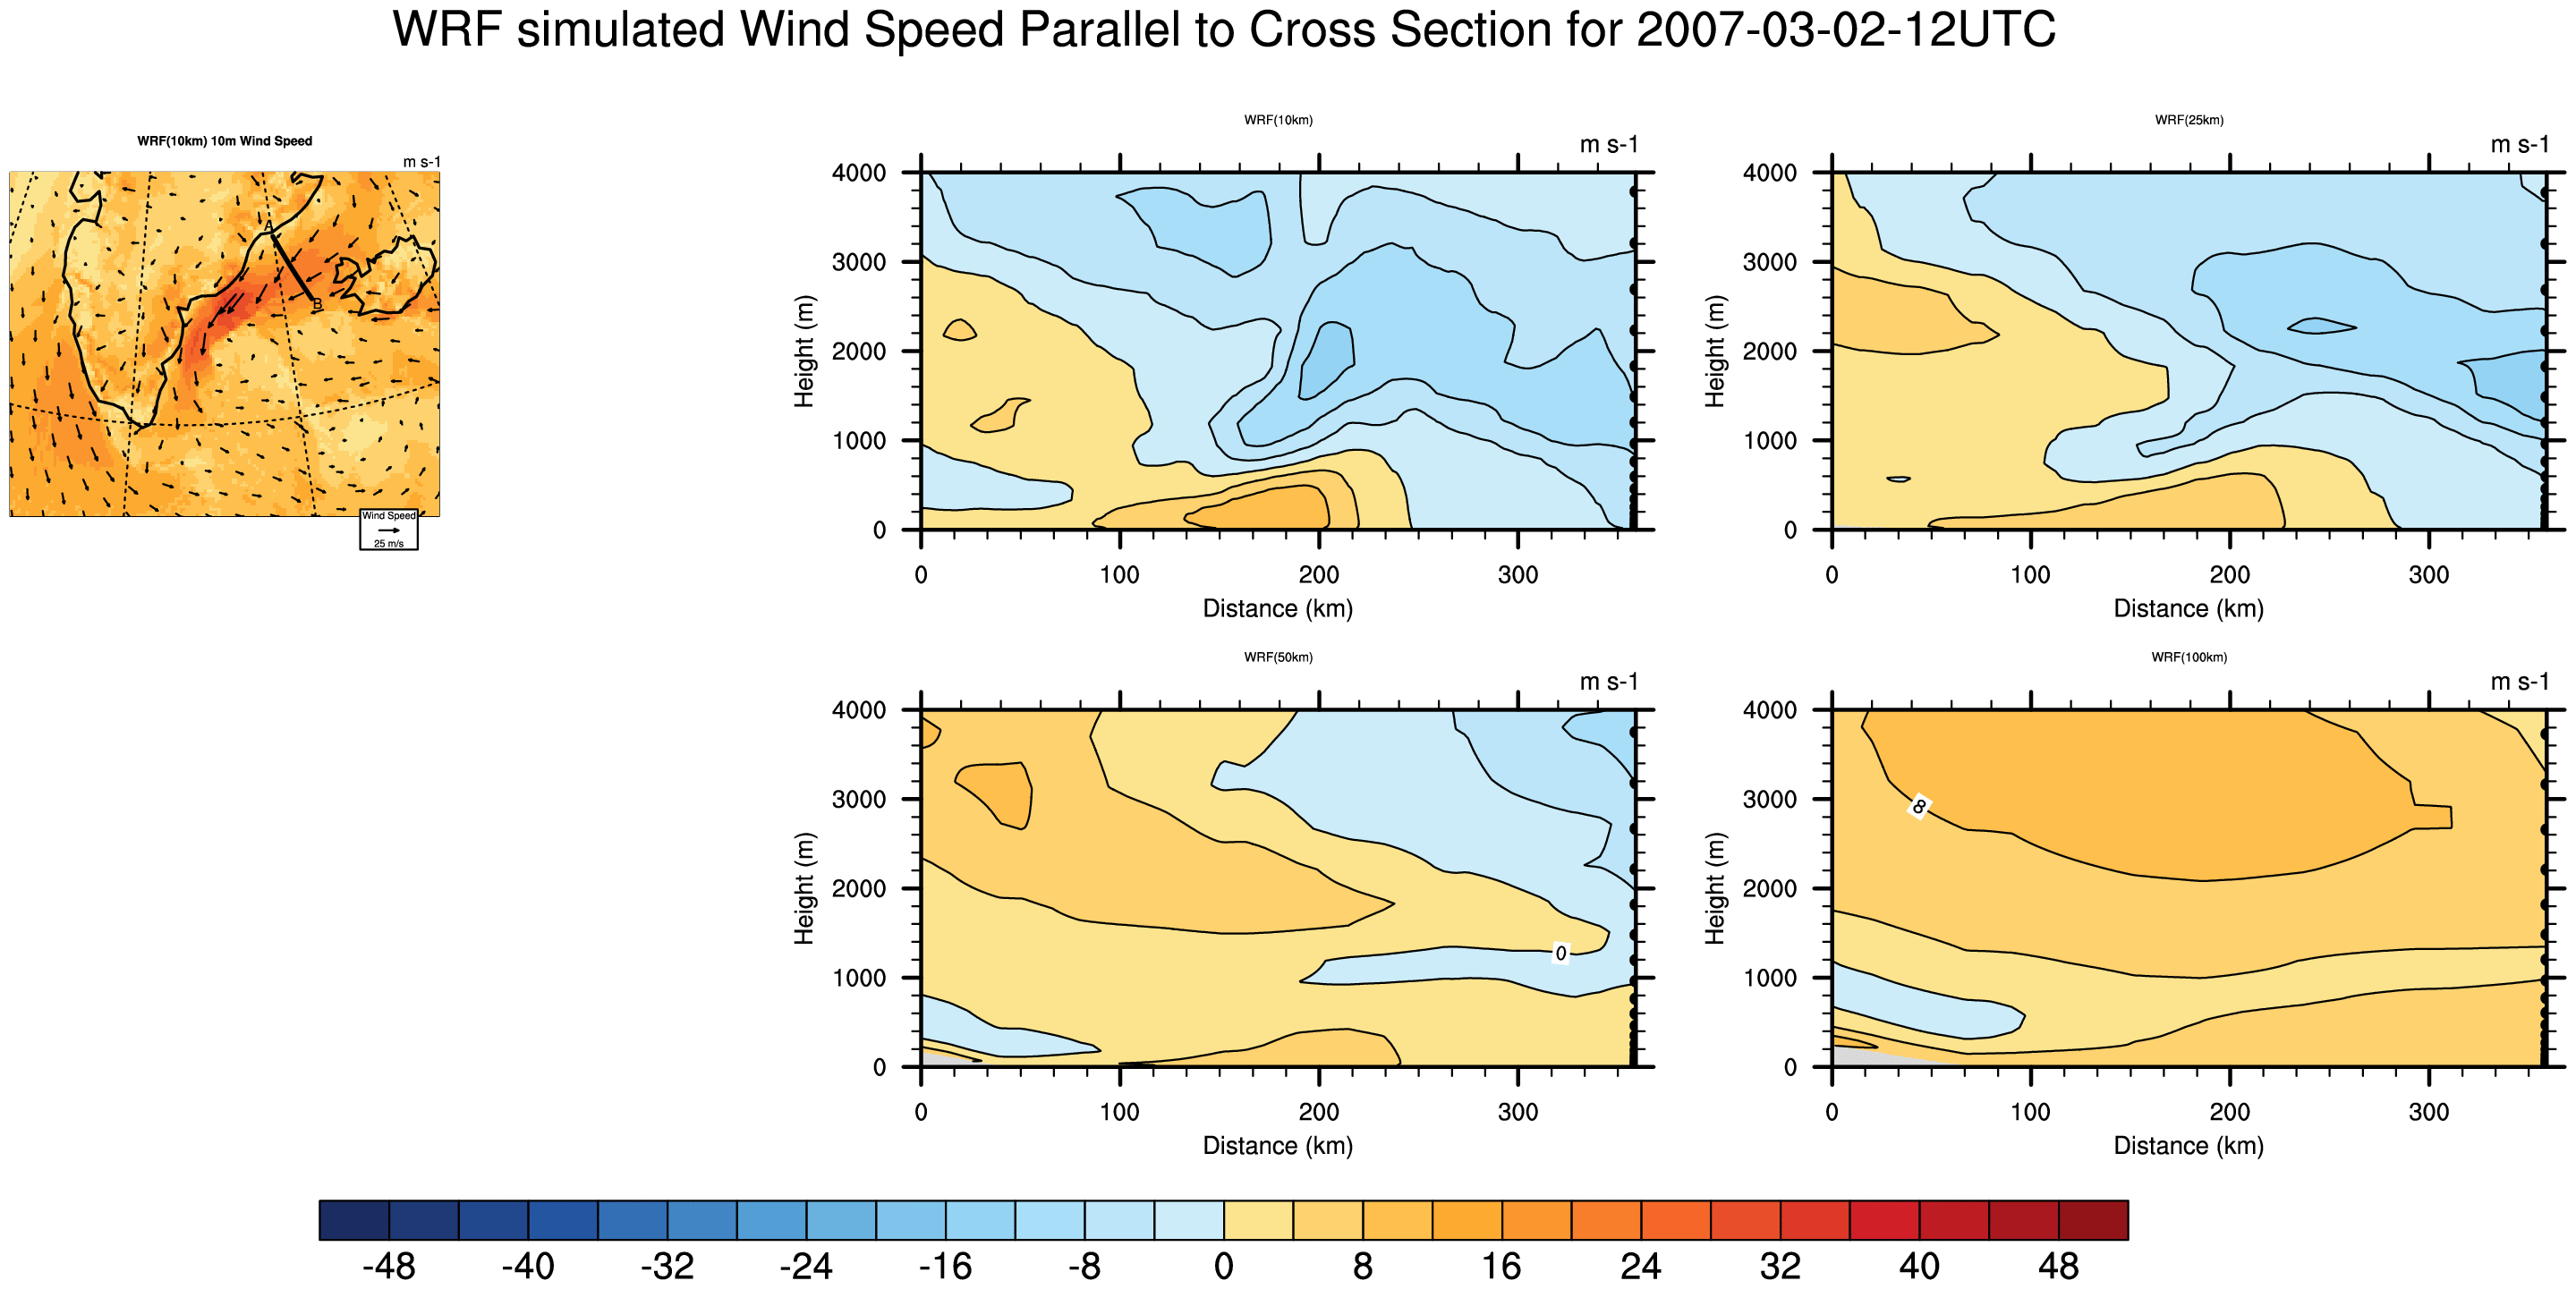 WRF simulated Wind Speed Parallel to Cross Section for 2007-03-02-12UTC
WRF(10km) 10m Wind Speed
m s-1
A
B
Wind Speed
25 m/s
WRF(10km)
m s-1
4000
3000
2000
1000
0
Height (m)
0 100 200 300
Distance (km)
WRF(25km)
m s-1
4000
3000
2000
1000
0
Height (m)
0 100 200 300
Distance (km)
WRF(50km)
m s-1
4000
3000
2000
1000
0
Height (m)
0
0 100 200 300
Distance (km)
WRF(100km)
m s-1
4000
3000
2000
1000
0
Height (m)
8
0 100 200 300
Distance (km)
-48 -40 -32 -24 -16 -8 0 8 16 24 32 40 48